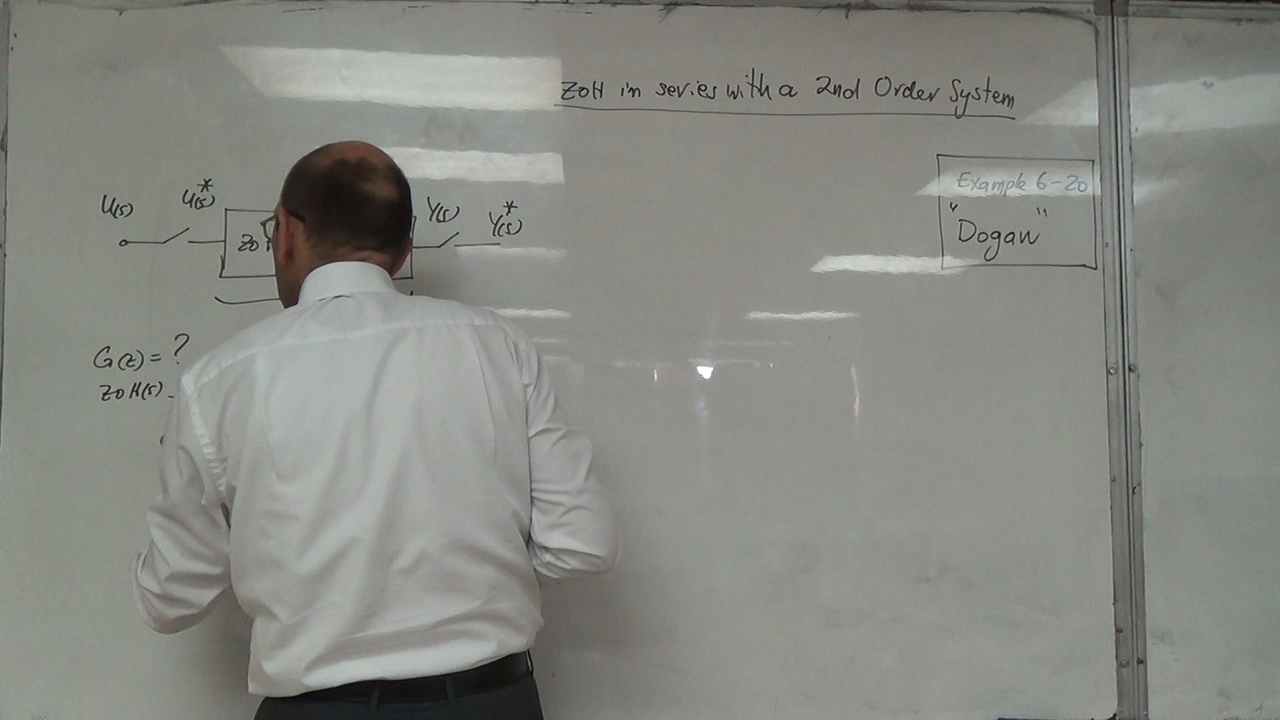 ZOH in series with a 2nd Order System
Example 6-20
"Dogan"
U(s) U(s)* Y(s) Y(s)*
G(z) = ?
ZOH(s)